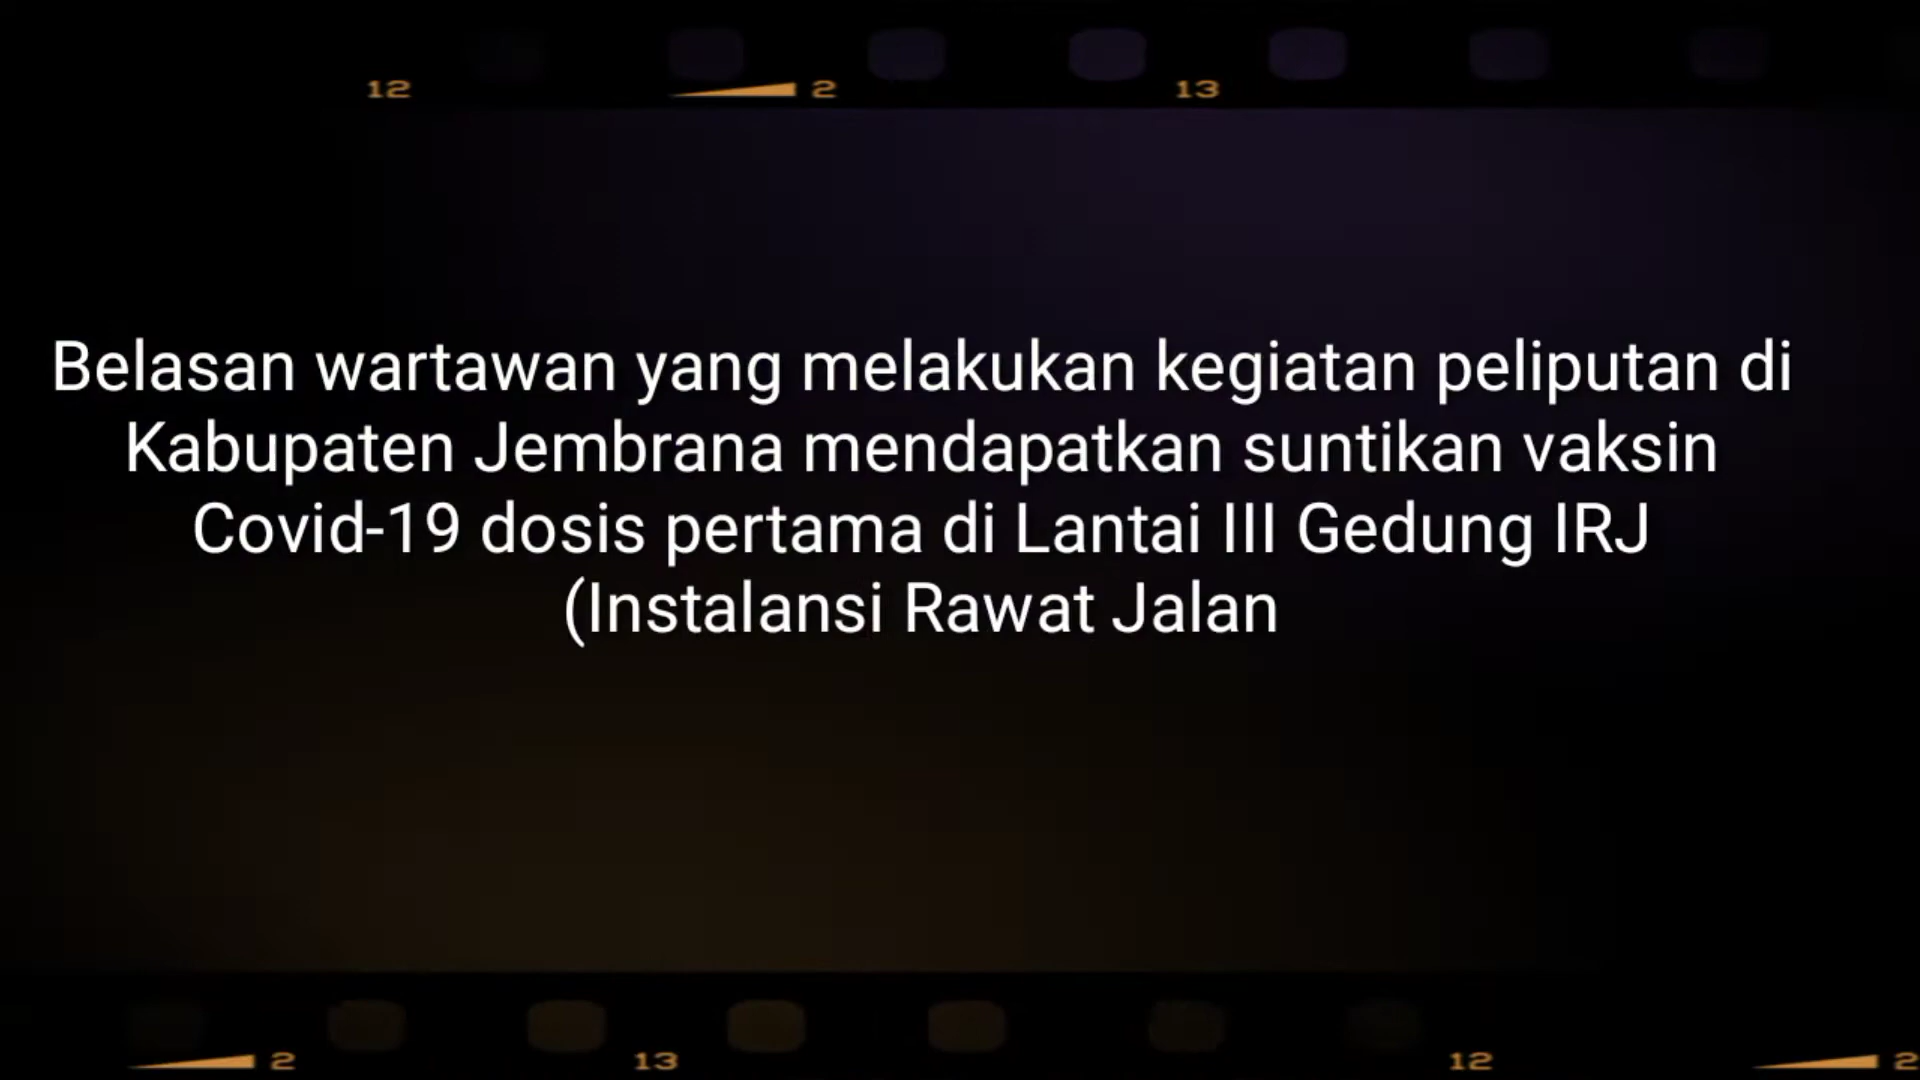 12 2 13
Belasan wartawan yang melakukan kegiatan peliputan di
Kabupaten Jembrana mendapatkan suntikan vaksin
Covid-19 dosis pertama di Lantai III Gedung IRJ
(Instalansi Rawat Jalan
2 13 12 2